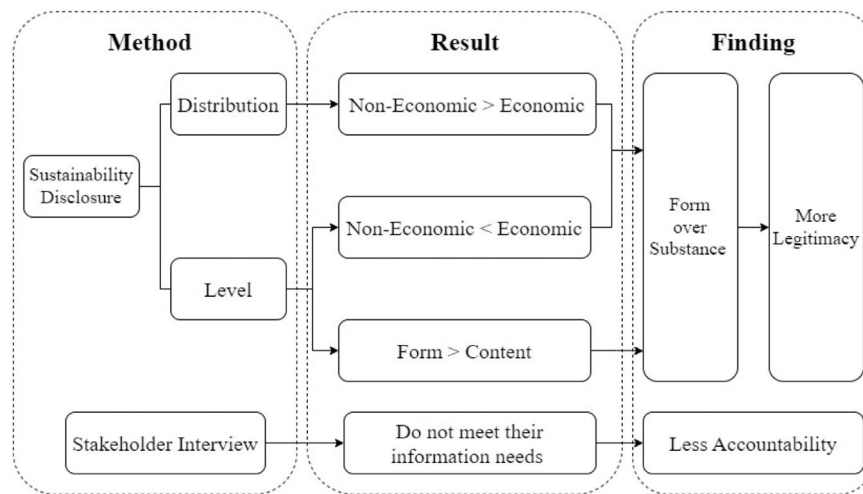 Method
Result
Finding
Distribution
Non-Economic > Economic
Sustainability
Disclosure
Non-Economic < Economic
Level
Form > Content
Form
over
Substance
More
Legitimacy
Stakeholder Interview
Do not meet their
information needs
Less Accountability